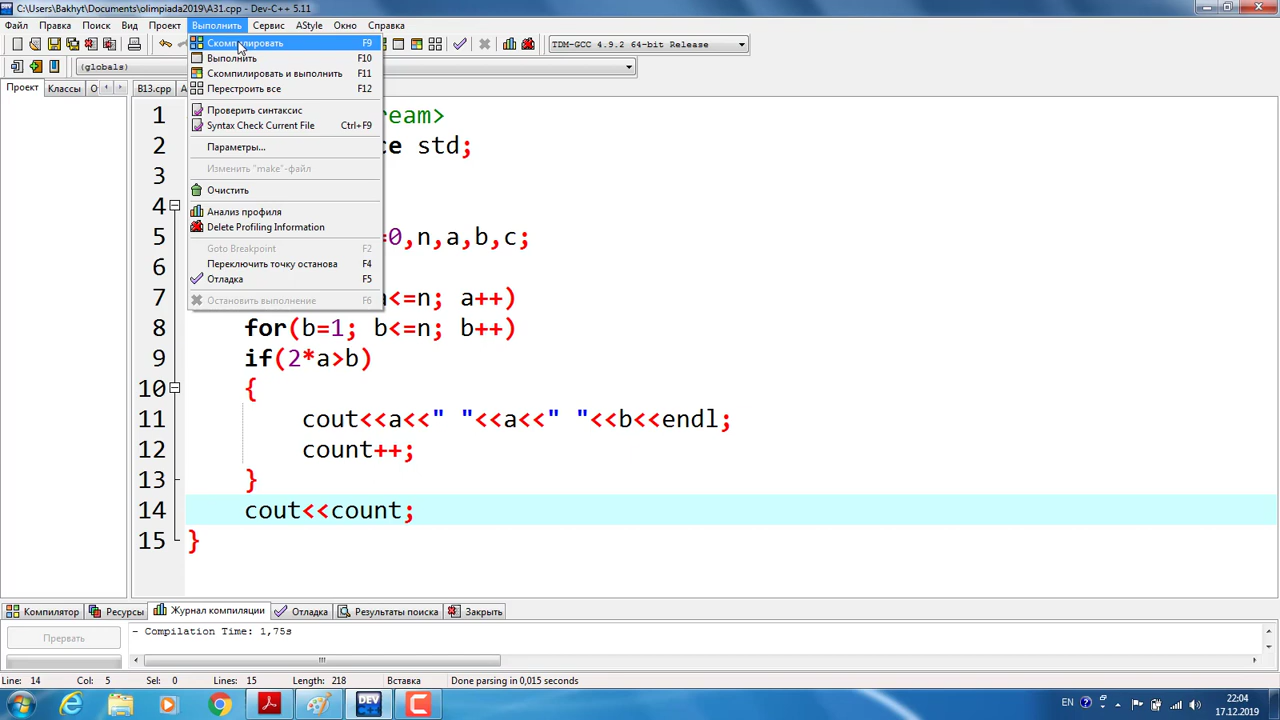 C:\Users\Bakhyt\Documents\olimpiada2019\A31.cpp - Dev-C++ 5.11
Файл Правка Поиск Вид Проект Выполнить Сервис AStyle Окно Справка
TDM-GCC 4.9.2 64-bit Release
(globals)
Проект Классы О B13.cpp
Скомпилировать F9
Выполнить F10
Скомпилировать и выполнить F11
Перестроить все F12
Проверить синтаксис
Syntax Check Current File Ctrl+F9
Параметры...
Изменить "make"-файл
Очистить
Анализ профиля
Delete Profiling Information
Goto Breakpoint F2
Переключить точку останова F4
Отладка F5
Остановить выполнение F6
1 ream>
2 ce std;
3
4
5 =0,n,a,b,c;
6
7 a<=n; a++)
8 for(b=1; b<=n; b++)
9 if(2*a>b)
10 {
11 cout<<a<<" "<<a<<" "<<b<<endl;
12 count++;
13 }
14 cout<<count;
15 }
Компилятор Ресурсы Журнал компиляции Отладка Результаты поиска Закрыть
Прервать
- Compilation Time: 1,75s
Line: 14 Col: 5 Sel: 0 Lines: 15 Length: 218 Вставка Done parsing in 0,015 seconds
DEV
EN
22:04
17.12.2019